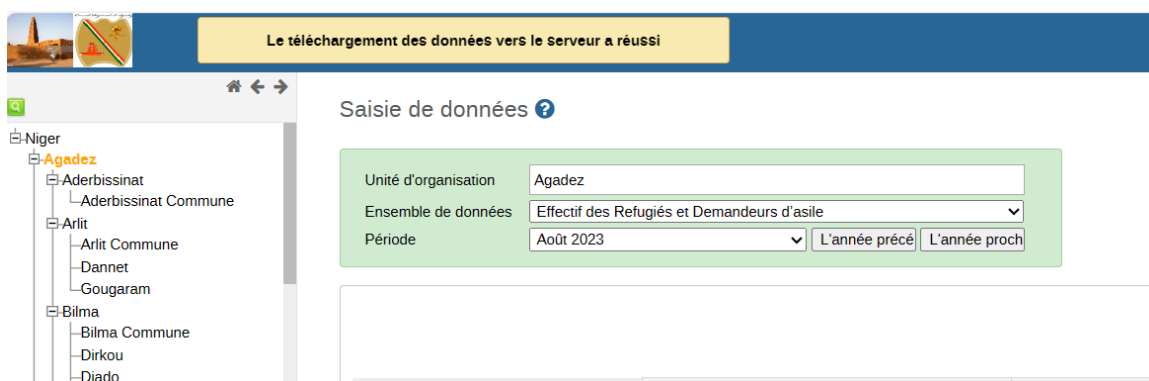 Le téléchargement des données vers le serveur a réussi
Niger
Agadez
Aderbissinat
Aderbissinat Commune
Arlit
Arlit Commune
Dannet
Gougaram
Bilma
Bilma Commune
Dirkou
Djado
Saisie de données ?
Unité d'organisation Agadez
Ensemble de données Effectif des Refugiés et Demandeurs d'asile
Période Août 2023 L'année précé L'année proch